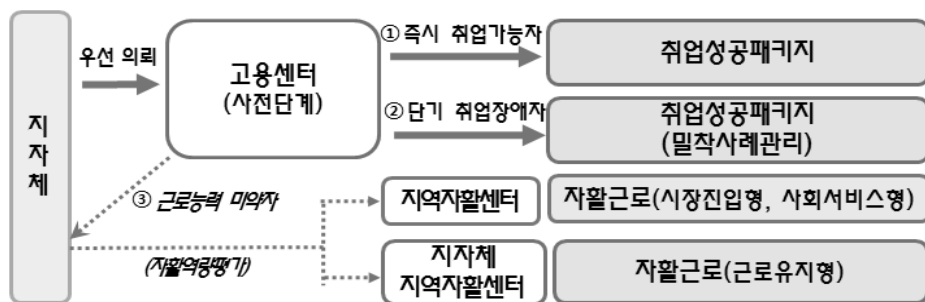 지자체
우선 의뢰
고용센터
(사전단계)
① 즉시 취업가능자
취업성공패키지
② 단기 취업장애자
취업성공패키지
(밀착사례관리)
③ 근로능력 미약자
(자활역량평가)
지역자활센터
자활근로(시장진입형, 사회서비스형)
지자체
지역자활센터
자활근로(근로유지형)